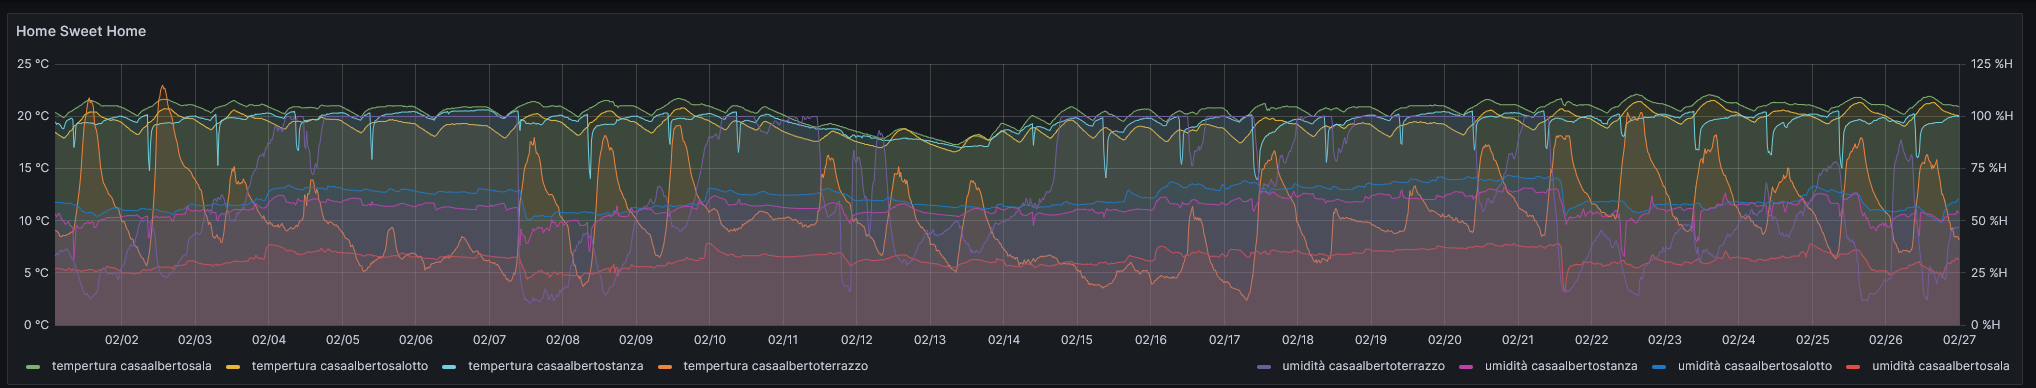 Home Sweet Home
25 °C 125 %H
20 °C 100 %H
15 °C 75 %H
10 °C 50 %H
5 °C 25 %H
0 °C 0 %H
02/02 02/03 02/04 02/05 02/06 02/07 02/08 02/09 02/10 02/11 02/12 02/13 02/14 02/15 02/16 02/17 02/18 02/19 02/20 02/21 02/22 02/23 02/24 02/25 02/26 02/27
tempertura casaalbertosala tempertura casaalbertosalotto tempertura casaalbertostanza tempertura casaalbertoterrazzo umidità casaalbertoterrazzo umidità casaalbertostanza umidità casaalbertosalotto umidità casaalbertosala